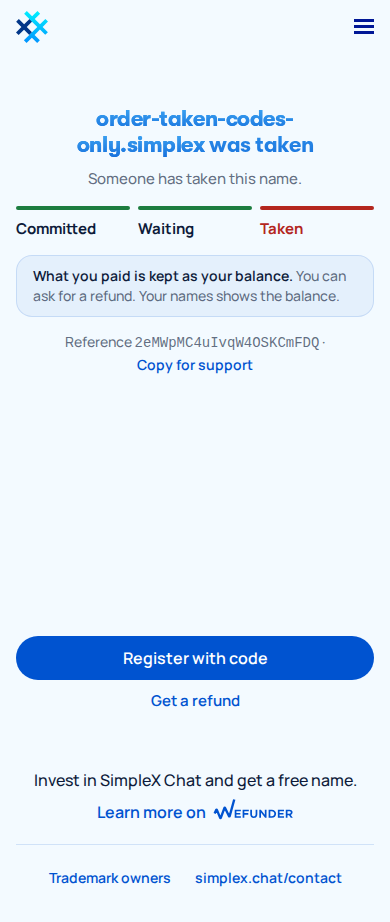 order-taken-codes-
only.simplex was taken
Someone has taken this name.
Committed
Waiting
Taken
What you paid is kept as your balance. You can
ask for a refund. Your names shows the balance.
Reference 2eMWpMC4uIvqW4OSKCmFDQ ·
Copy for support
Register with code
Get a refund
Invest in SimpleX Chat and get a free name.
Learn more on WEFUNDER
Trademark owners
simplex.chat/contact